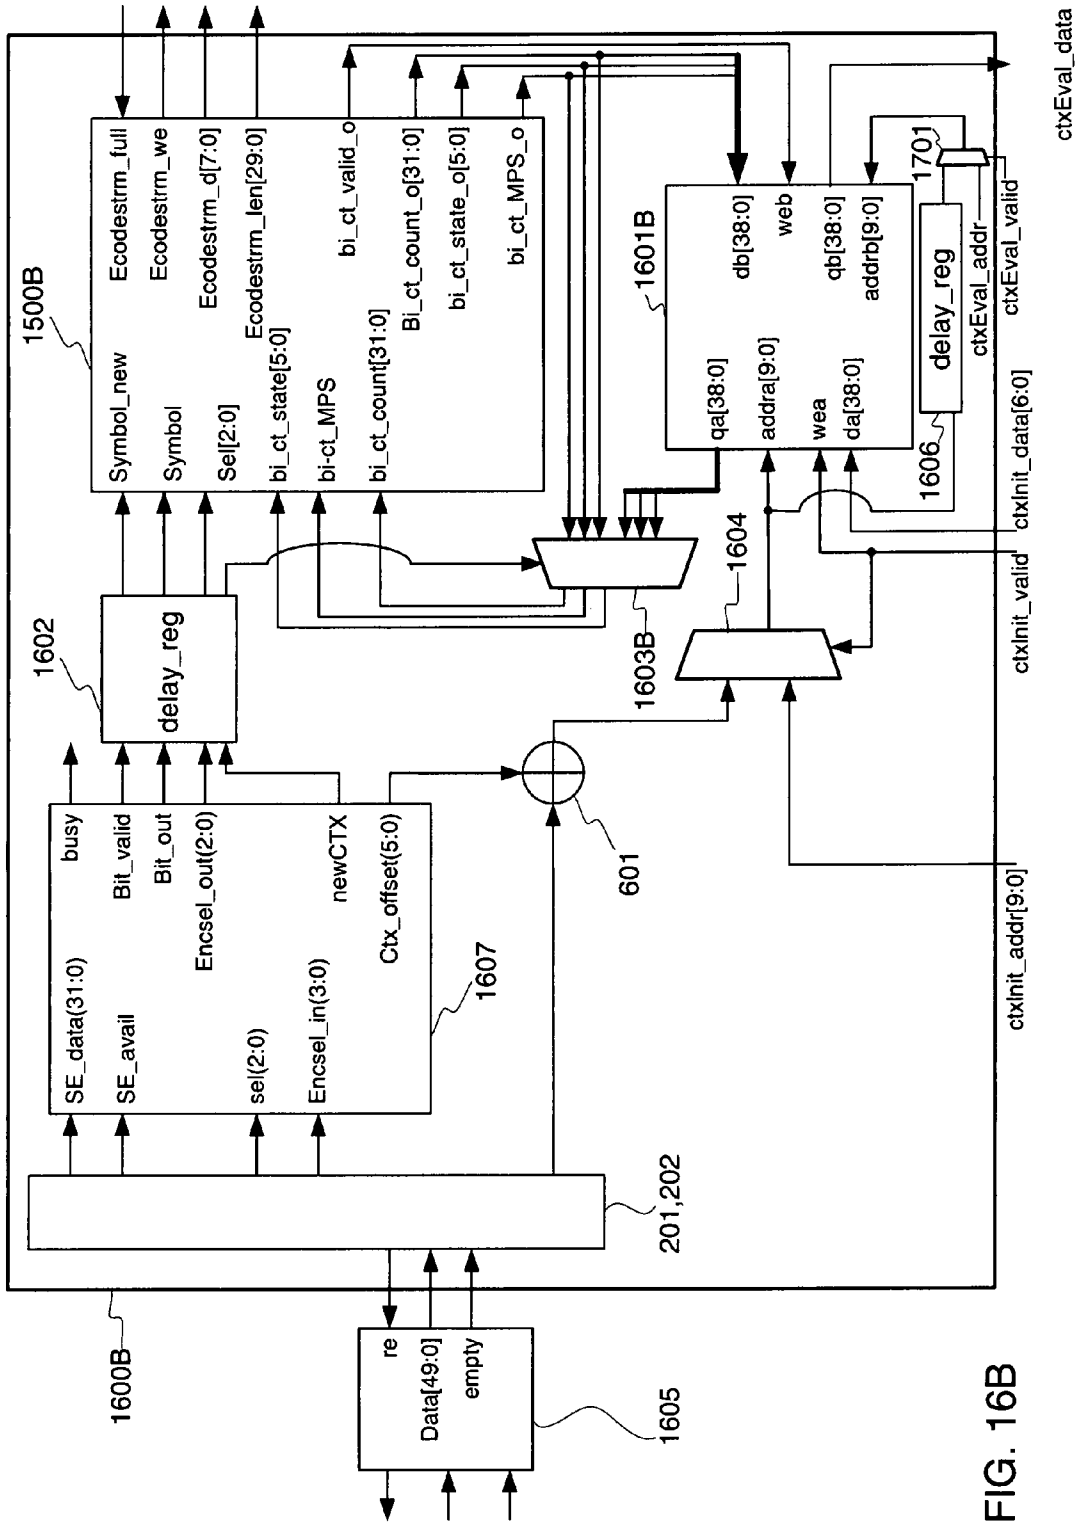 1600B
re
Data[49:0]
empty
1605
201,202
SE_data(31:0)
SE_avail
sel(2:0)
Encsel_in(3:0)
busy
Bit_valid
Bit_out
Encsel_out(2:0)
newCTX
Ctx_offset(5:0)
1607
601
1602
delay_reg
1500B
Symbol_new
Symbol
Sel[2:0]
bi_ct_state[5:0]
bi-ct_MPS
bi_ct_count[31:0]
Ecodestrm_full
Ecodestrm_we
Ecodestrm_d[7:0]
Ecodestrm_len[29:0]
bi_ct_valid_o
Bi_ct_count_o[31:0]
bi_ct_state_o[5:0]
bi_ct_MPS_o
1603B
1604
1601B
qa[38:0]
addra[9:0]
wea
da[38:0]
db[38:0]
web
qb[38:0]
addrb[9:0]
1606
delay_reg
1701
ctxInit_addr[9:0]
ctxInit_valid
ctxInit_data[6:0]
ctxEval_addr
ctxEval_valid
ctxEval_data
FIG. 16B